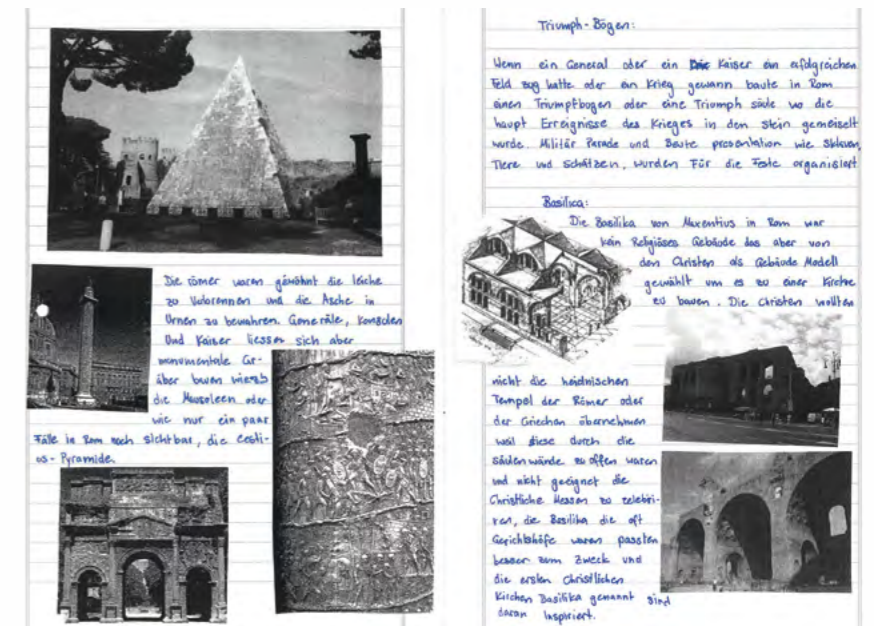 Die römer waren gewöhnt die leiche
zu Vebrennen und die Asche in
Urnen zu bewahren. Generäle, Konsolen
Und Kaiser liessen sich aber
monumentale Gr-
äber bauen wie
die Mausoleen oder
wie nur ein paar
Fälle in Rom noch sichtbar, die cesti-
us-Pyramide.
Triumph-Bögen:
Wenn ein General oder ein Kaiser ein erfolgreichen
Feld zug hatte oder ein Krieg gewann baute in Rom
einen Triumpfbogen oder eine Triumph säule wo die
haupt Erreignisse des Krieges in den stein gemeiselt
wurde. Militär Parade und Beute presentation wie Sklaven,
Tiere und Schätzen, wurden Für die Feste organisiert
Basilica:
Die Basilika von Maxentius in Rom war
kein Religiöses Gebäude das aber von
den Christen als Gebäude Modell
gewählt um es zu einer Kirche
zu bauen. Die Christen wollten
nicht die heidnischen
Tempel der Römer oder
der Griechen übernehmen
weil diese durch die
säulen wände zu offen waren
und nicht geeignet die
Christliche Messen zu zelebri-
ren, die Basilika die oft
Gerichtshöfe waren passten
besser zum Zweck und
die ersten Christlichen
Kirchen Basilika genannt sind
daran inspiriert.